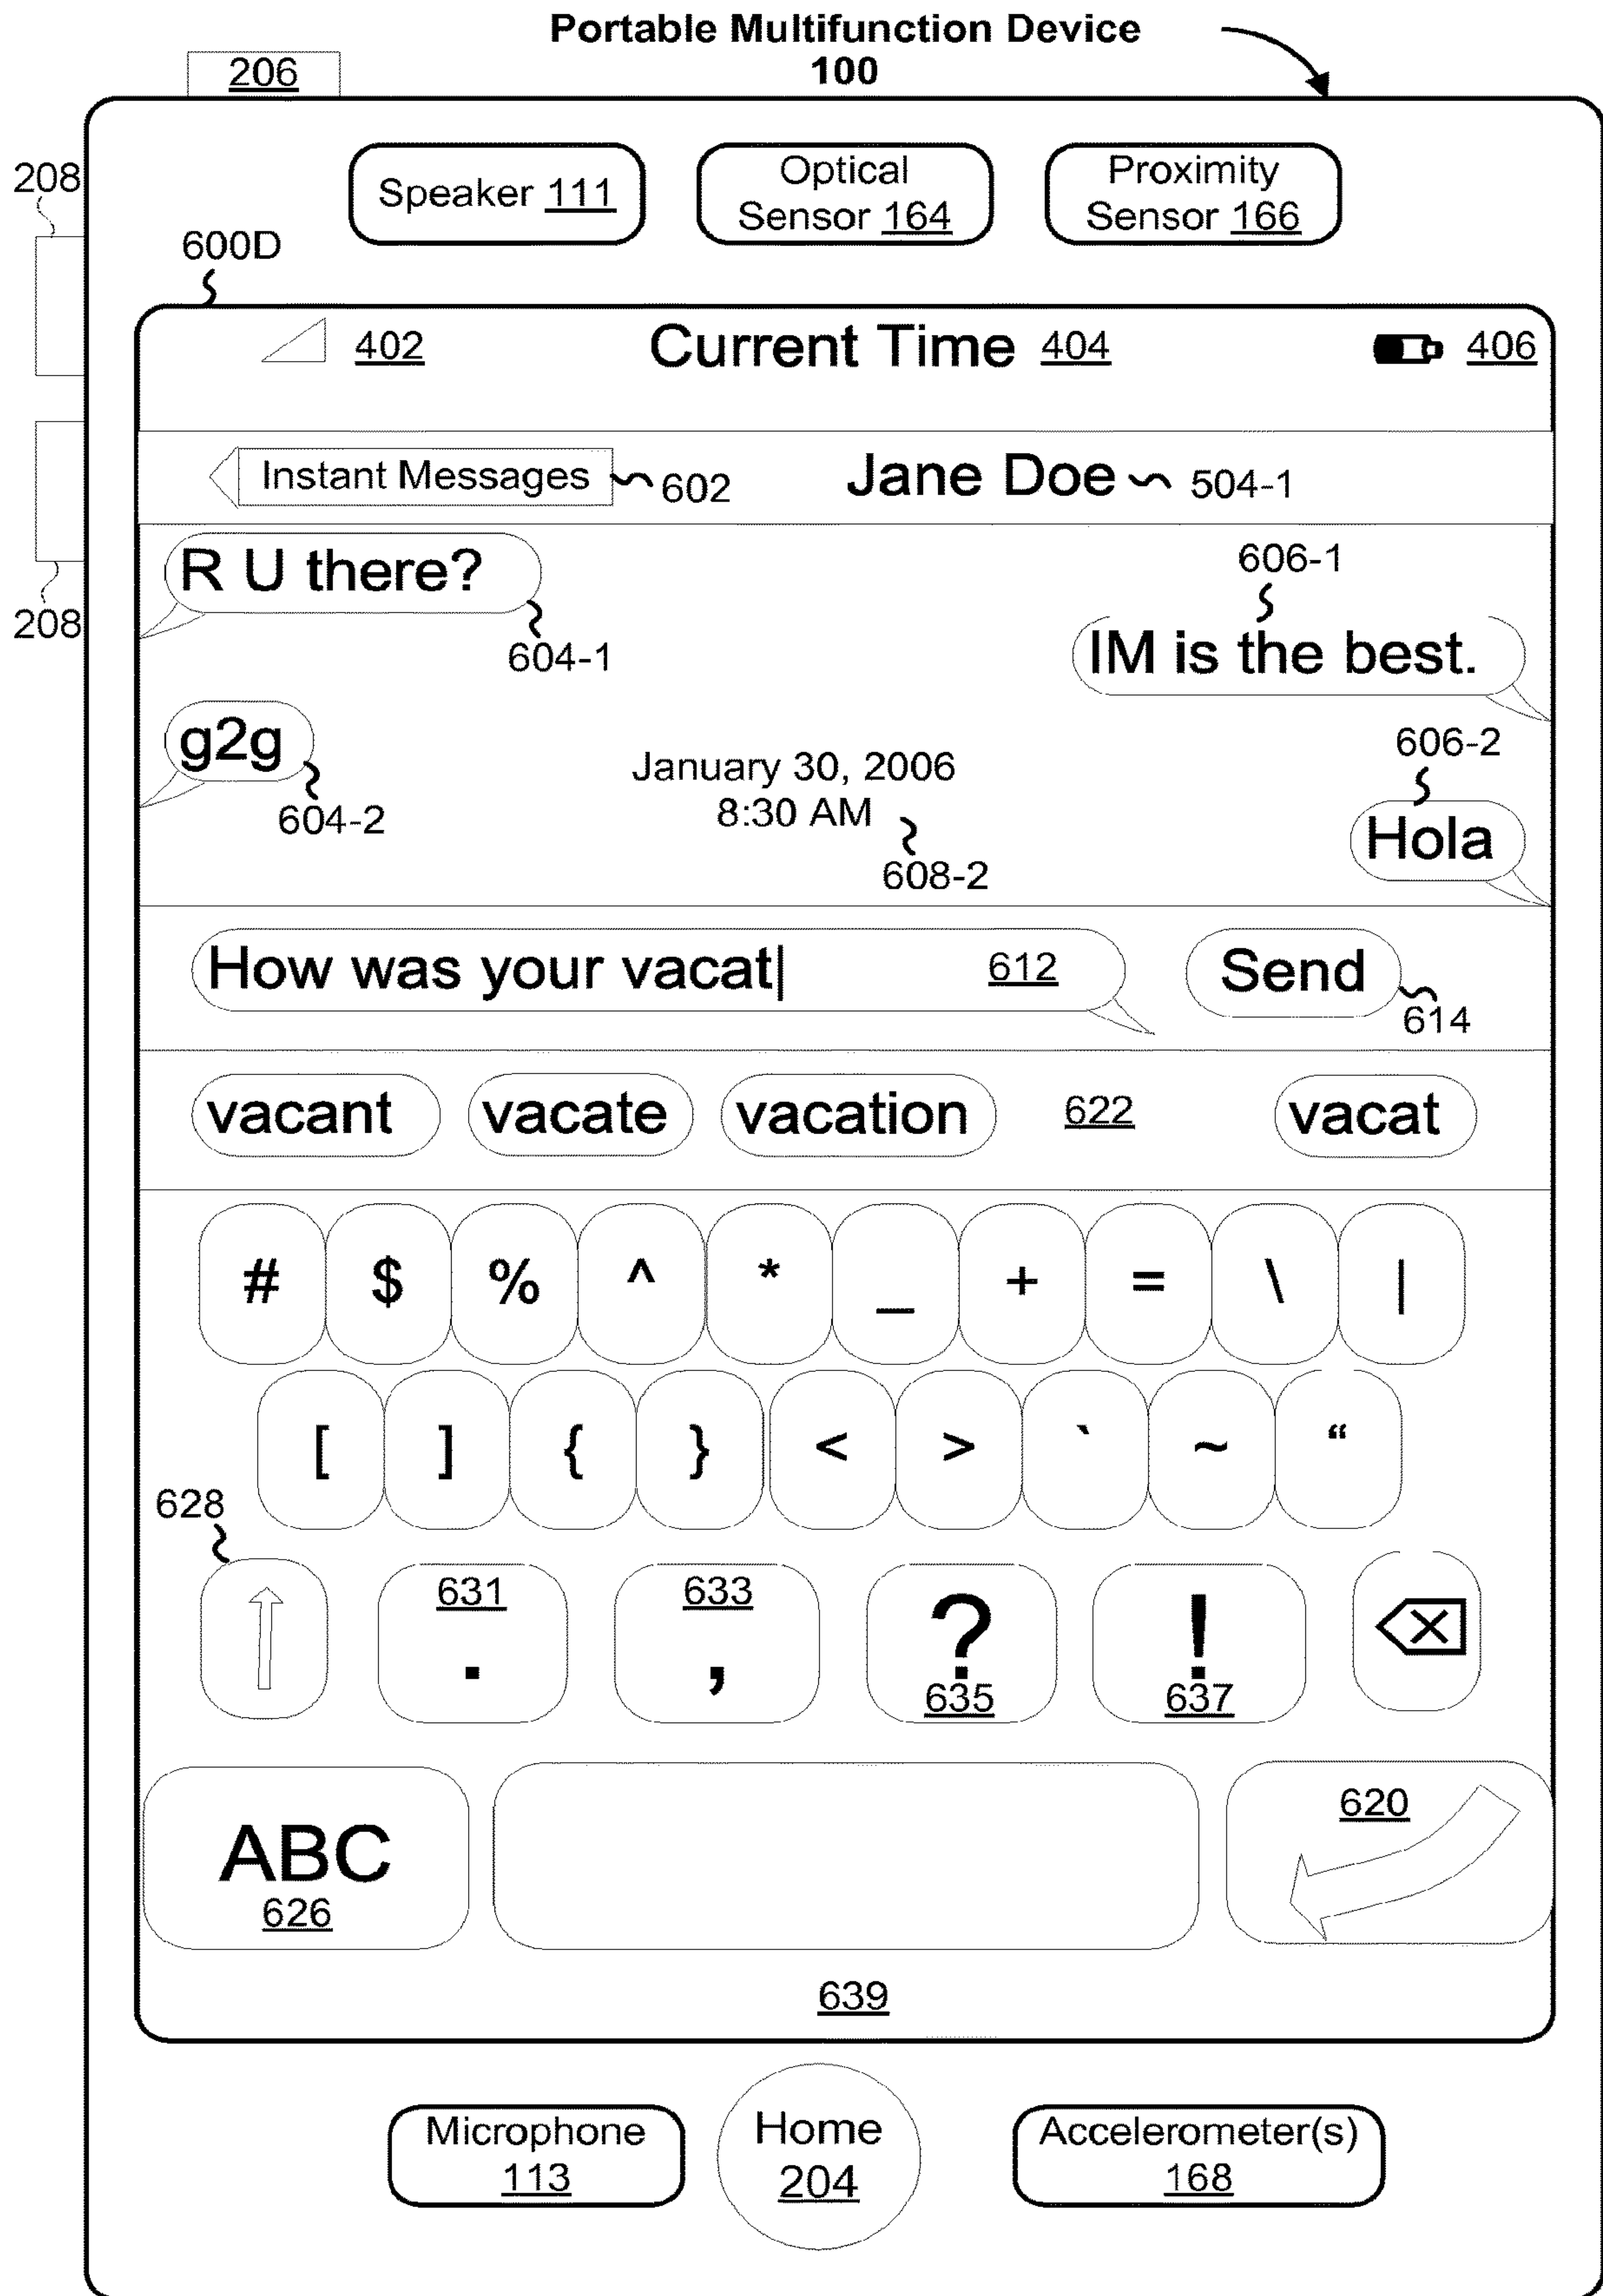 Portable Multifunction Device
100
206
208
Speaker 111
Optical
Sensor 164
Proximity
Sensor 166
600D
402
Current Time 404
406
Instant Messages
602
Jane Doe
504-1
R U there?
604-1
208
606-1
IM is the best.
g2g
604-2
January 30, 2006
8:30 AM
608-2
606-2
Hola
How was your vacat|
612
Send
614
vacant
vacate
vacation
622
vacat
# $ % ^ * _ + = \ |
[ ] { } < > ` ~ “
628
631
.
633
,
?
635
!
637
ABC
626
620
639
Microphone
113
Home
204
Accelerometer(s)
168